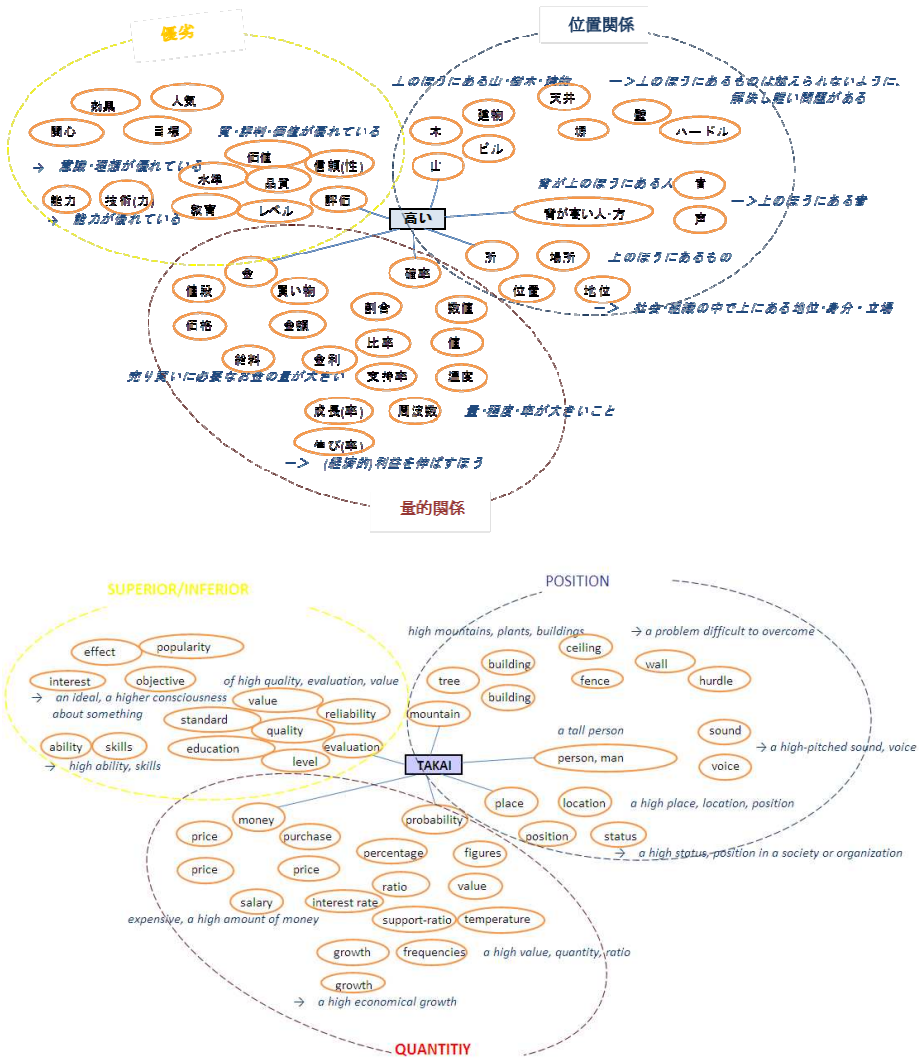 優劣
位置関係
上のほうにある山・樹木・建物
ー＞上のほうにあるものは越えられないように、
解決し難い問題がある
効果
人気
関心
目標
質・評判・価値が優れている
→ 意識・理想が優れている
価値
水準
品質
信頼(性)
能力
技術(力)
教育
レベル
評価
→ 能力が優れている
天井
建物
木
塀
壁
ハードル
ビル
山
背が上のほうにある人
音
背が高い人・方
ー＞上のほうにある音
声
高い
所
場所
上のほうにあるもの
位置
地位
ー＞ 社会・組織の中で上にある地位・身分・立場
金
確率
値段
買い物
割合
数値
価格
金額
比率
値
給料
金利
支持率
温度
売り買いに必要なお金の量が大きい
成長(率)
周波数
量・程度・率が大きいこと
伸び(率)
ー＞ (経済的)利益を伸ばすほう
量的関係
SUPERIOR/INFERIOR
POSITION
high mountains, plants, buildings
→ a problem difficult to overcome
effect
popularity
interest
objective
of high quality, evaluation, value
→ an ideal, a higher consciousness
about something
value
standard
reliability
quality
ability
skills
education
evaluation
level
→ high ability, skills
ceiling
building
wall
tree
fence
hurdle
building
mountain
a tall person
sound
person, man
→ a high-pitched sound, voice
voice
TAKAI
place
location
a high place, location, position
position
status
→ a high status, position in a society or organization
money
probability
price
purchase
percentage
figures
price
price
ratio
value
salary
interest rate
expensive, a high amount of money
support-ratio
temperature
growth
frequencies
a high value, quantity, ratio
growth
→ a high economical growth
QUANTITIY